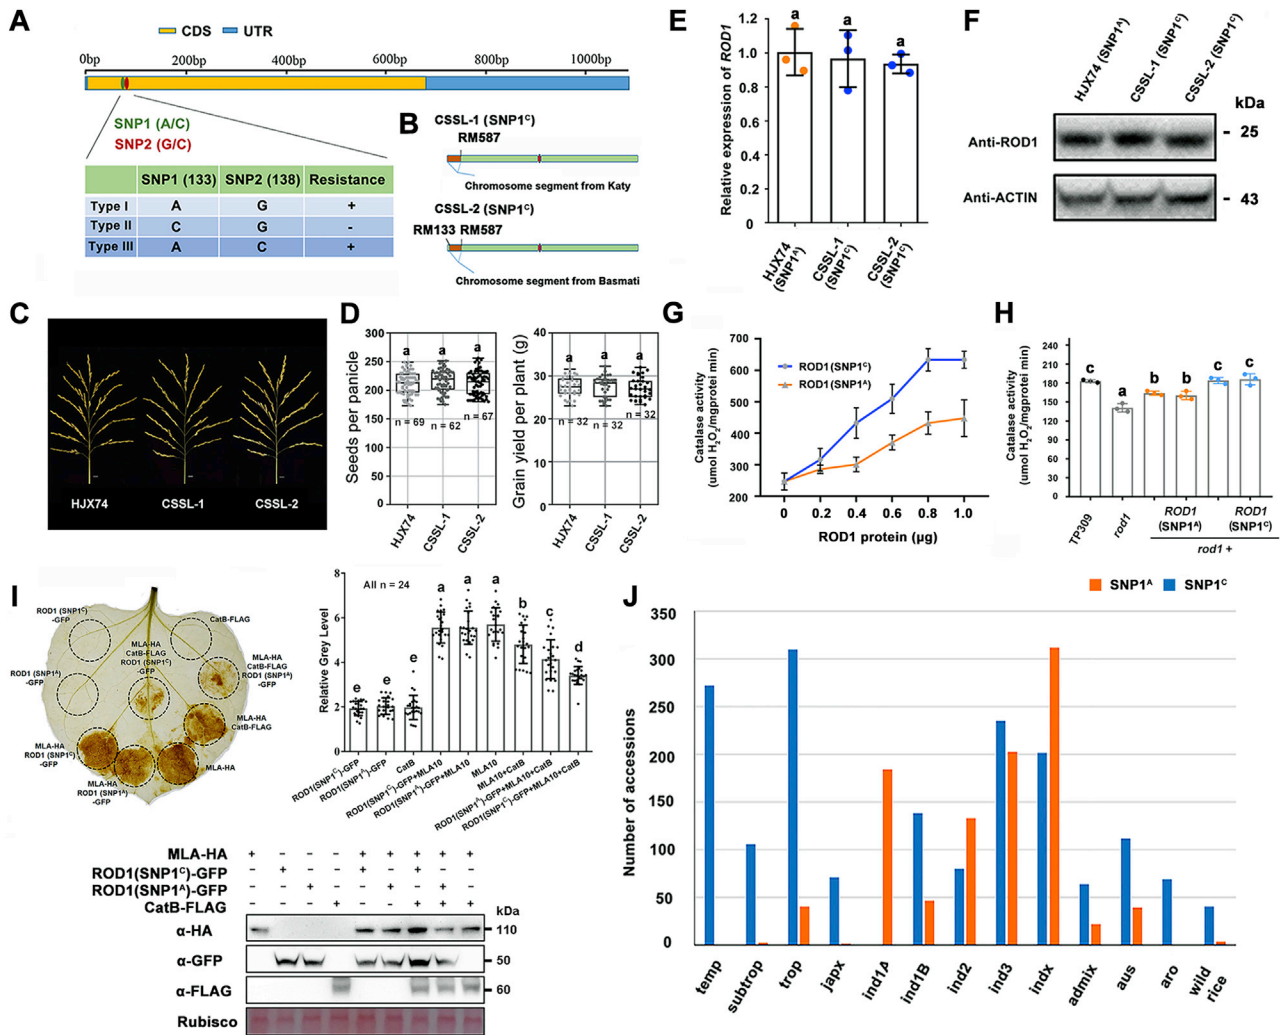 A
CDS
UTR
0bp
200bp
400bp
800bp
1000bp
SNP1 (A/C)
SNP2 (G/C)
SNP1 (133) SNP2 (138) Resistance
Type I A G +
Type II C G -
Type III A C +
B
CSSL-1 (SNP1ᶜ)
RM587
Chromosome segment from Katy
CSSL-2 (SNP1ᶜ)
RM133 RM587
Chromosome segment from Basmati
C
HJX74
CSSL-1
CSSL-2
D
Seeds per panicle
300
250
200
175
100
50
0
a
a
a
n = 69
n = 62
n = 67
HJX74
CSSL-1
CSSL-2
Grain yield per plant (g)
40
30
20
10
0
a
a
a
n = 32
n = 32
n = 32
HJX74
CSSL-1
CSSL-2
E
Relative expression of ROD1
1.2
1.0
0.8
0.6
0.4
0.2
0
a
a
a
HJX74
(SNP1ᴬ)
CSSL-1
(SNP1ᶜ)
CSSL-2
(SNP1ᶜ)
F
HJX74 (SNP1ᴬ)
CSSL-1 (SNP1ᶜ)
CSSL-2 (SNP1ᶜ)
kDa
Anti-ROD1
- 25
Anti-ACTIN
- 43
G
Catalase activity
(umol H₂O₂/mgprotei min)
700
600
500
400
300
200
ROD1(SNP1ᶜ)
ROD1(SNP1ᴬ)
0 0.2 0.4 0.6 0.8 1.0
ROD1 protein (µg)
H
Catalase activity
(umol H₂O₂/mgprotei min)
240
210
180
150
120
90
60
30
0
c
a
b
b
c
c
TP309
rod1
ROD1
(SNP1ᴬ)
ROD1
(SNP1ᶜ)
rod1 +
I
ROD1 (SNP1ᶜ)
-GFP
CatB-FLAG
MLA-HA
CatB-FLAG
ROD1 (SNP1ᶜ)
-GFP
ROD1 (SNP1ᴬ)
-GFP
MLA-HA
CatB-FLAG
ROD1 (SNP1ᴬ)
-GFP
MLA-HA
CatB-FLAG
MLA-HA
ROD1 (SNP1ᶜ)
-GFP
MLA-HA
MLA-HA
ROD1 (SNP1ᴬ)
-GFP
Relative Grey Level
8
6
4
2
0
All n = 24
e
e
e
a
a
a
b
c
d
ROD1(SNP1ᶜ)-GFP
ROD1(SNP1ᴬ)-GFP
CatB
ROD1(SNP1ᶜ)-GFP+MLA10
ROD1(SNP1ᴬ)-GFP+MLA10
MLA10
MLA10+CatB
ROD1(SNP1ᴬ)-GFP+MLA10+CatB
ROD1(SNP1ᶜ)-GFP+MLA10+CatB
MLA-HA + - - - + + + + +
ROD1(SNP1ᶜ)-GFP - + - - + - + - -
ROD1(SNP1ᴬ)-GFP - - + - - + - + -
CatB-FLAG - - - + - - + + +
kDa
α-HA
110
α-GFP
50
α-FLAG
60
Rubisco
J
SNP1ᴬ
SNP1ᶜ
Number of accessions
350
300
250
200
150
100
50
0
temp
subtrop
trop
japx
ind1A
ind1B
ind2
ind3
indx
admix
aus
aro
wild
rice